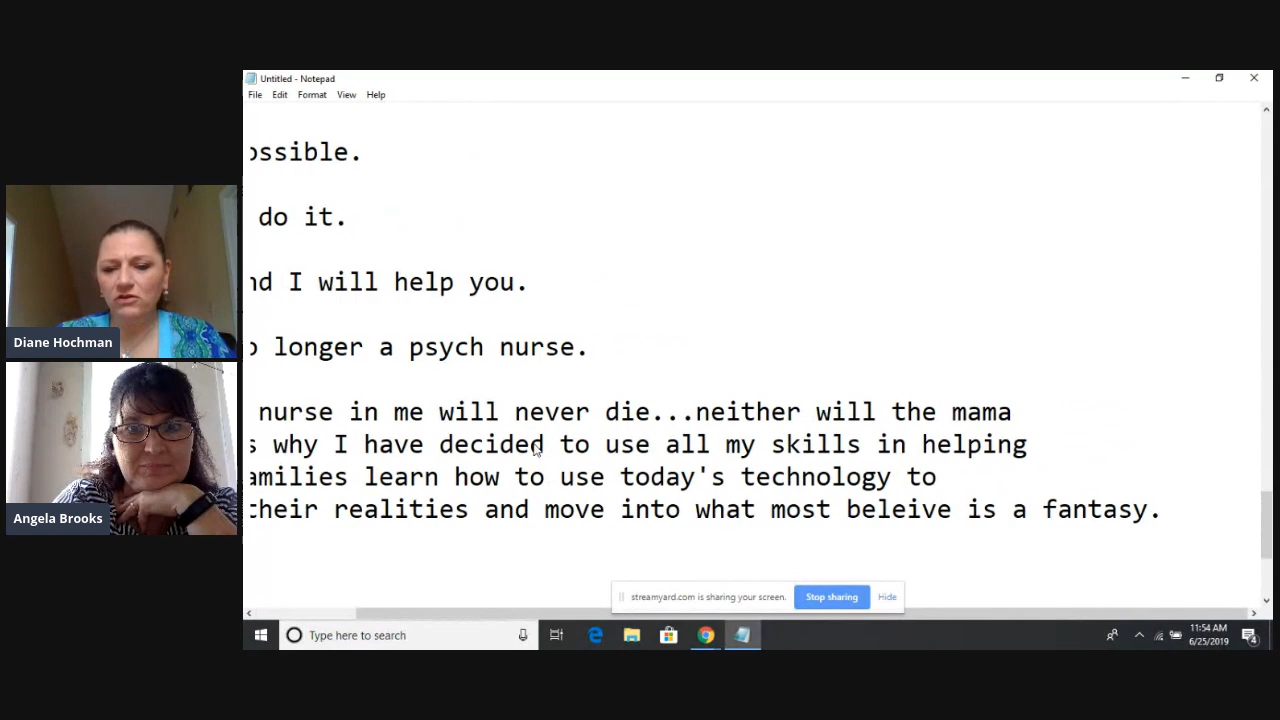 Untitled - Notepad
File Edit Format View Help
ossible.
do it.
nd I will help you.
o longer a psych nurse.
nurse in me will never die...neither will the mama
s why I have decided to use all my skills in helping
amilies learn how to use today's technology to
their realities and move into what most beleive is a fantasy.
Diane Hochman
Angela Brooks
streamyard.com is sharing your screen. Stop sharing Hide
Type here to search
11:54 AM
6/25/2019
4